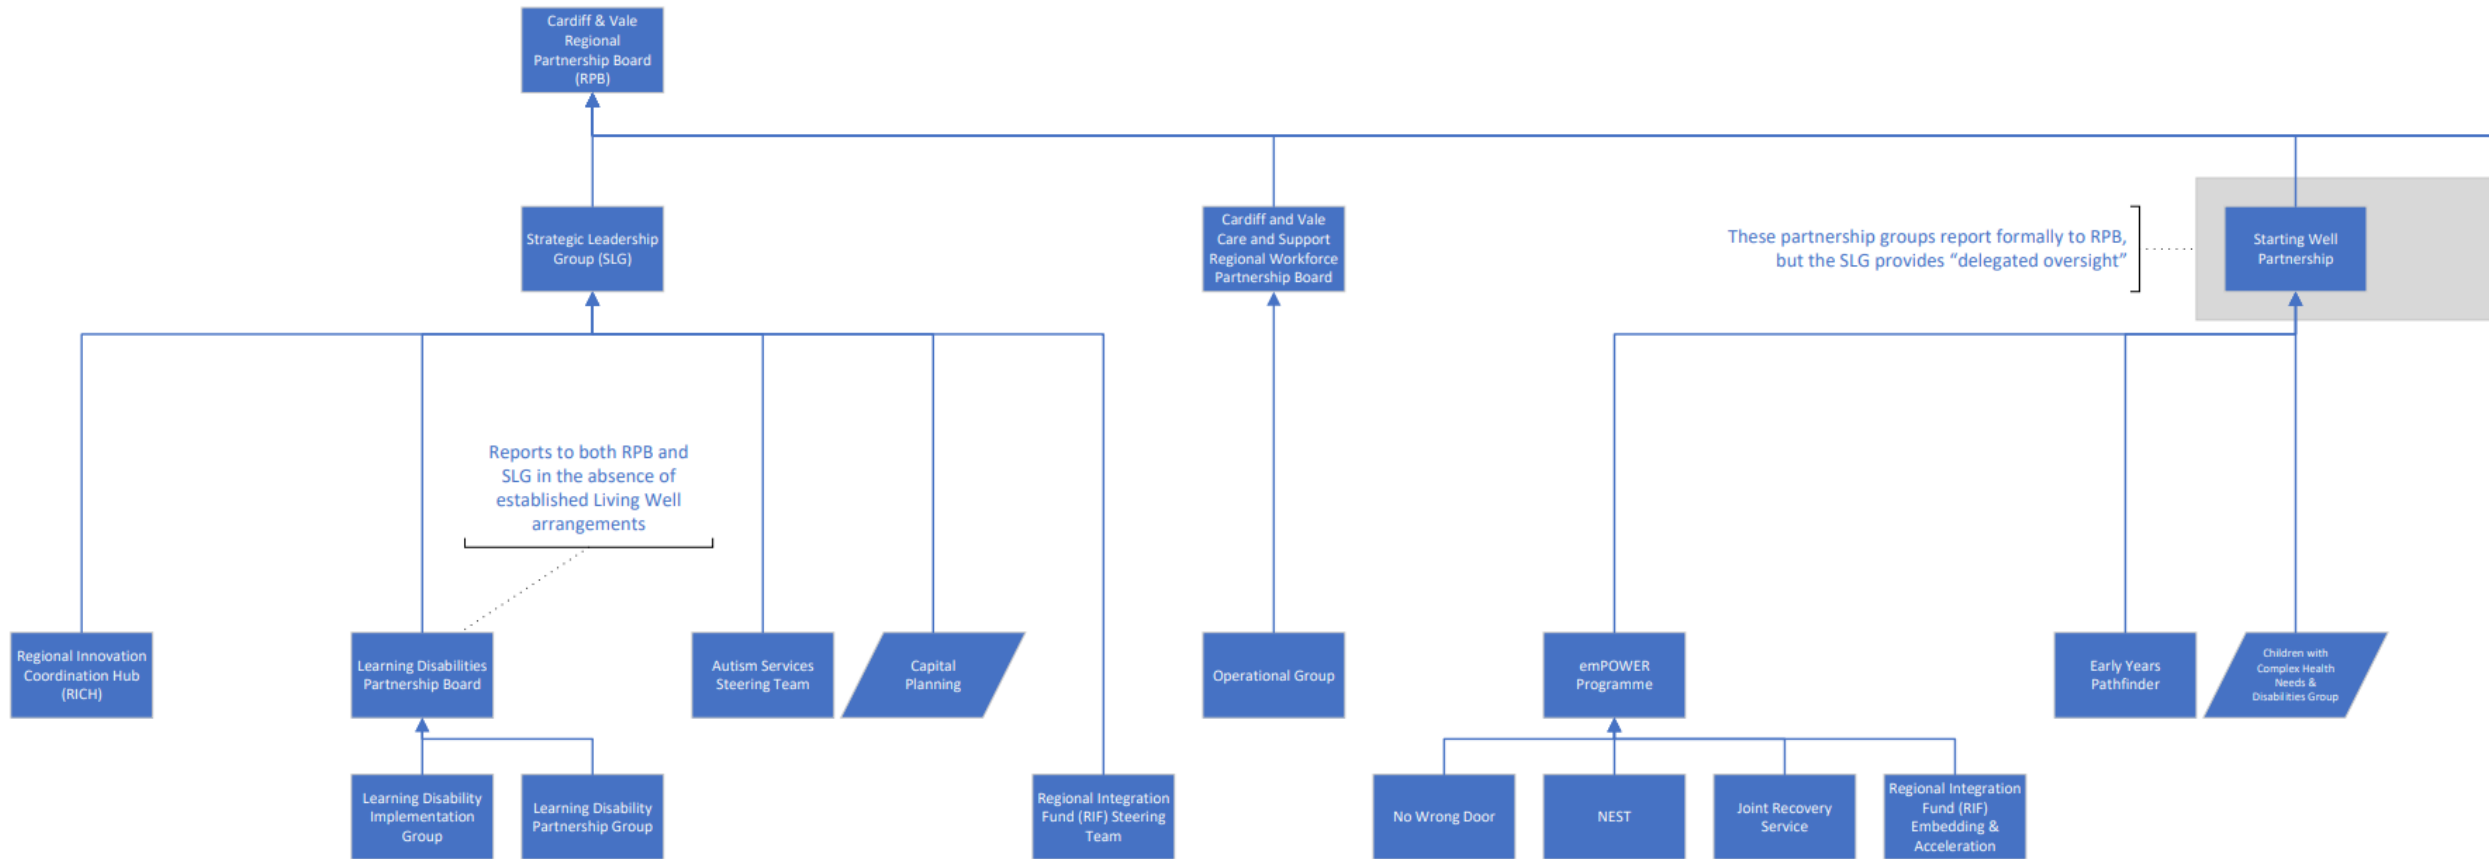 Cardiff & Vale
Regional
Partnership Board
(RPB)
Strategic Leadership
Group (SLG)
Cardiff and Vale
Care and Support
Regional Workforce
Partnership Board
These partnership groups report formally to RPB,
but the SLG provides “delegated oversight”
Starting Well
Partnership
Reports to both RPB and
SLG in the absence of
established Living Well
arrangements
Regional Innovation
Coordination Hub
(RICH)
Learning Disabilities
Partnership Board
Autism Services
Steering Team
Capital
Planning
Operational Group
emPOWER
Programme
Early Years
Pathfinder
Children with
Complex Health
Needs &
Disabilities Group
Learning Disability
Implementation
Group
Learning Disability
Partnership Group
Regional Integration
Fund (RIF) Steering
Team
No Wrong Door
NEST
Joint Recovery
Service
Regional Integration
Fund (RIF)
Embedding &
Acceleration